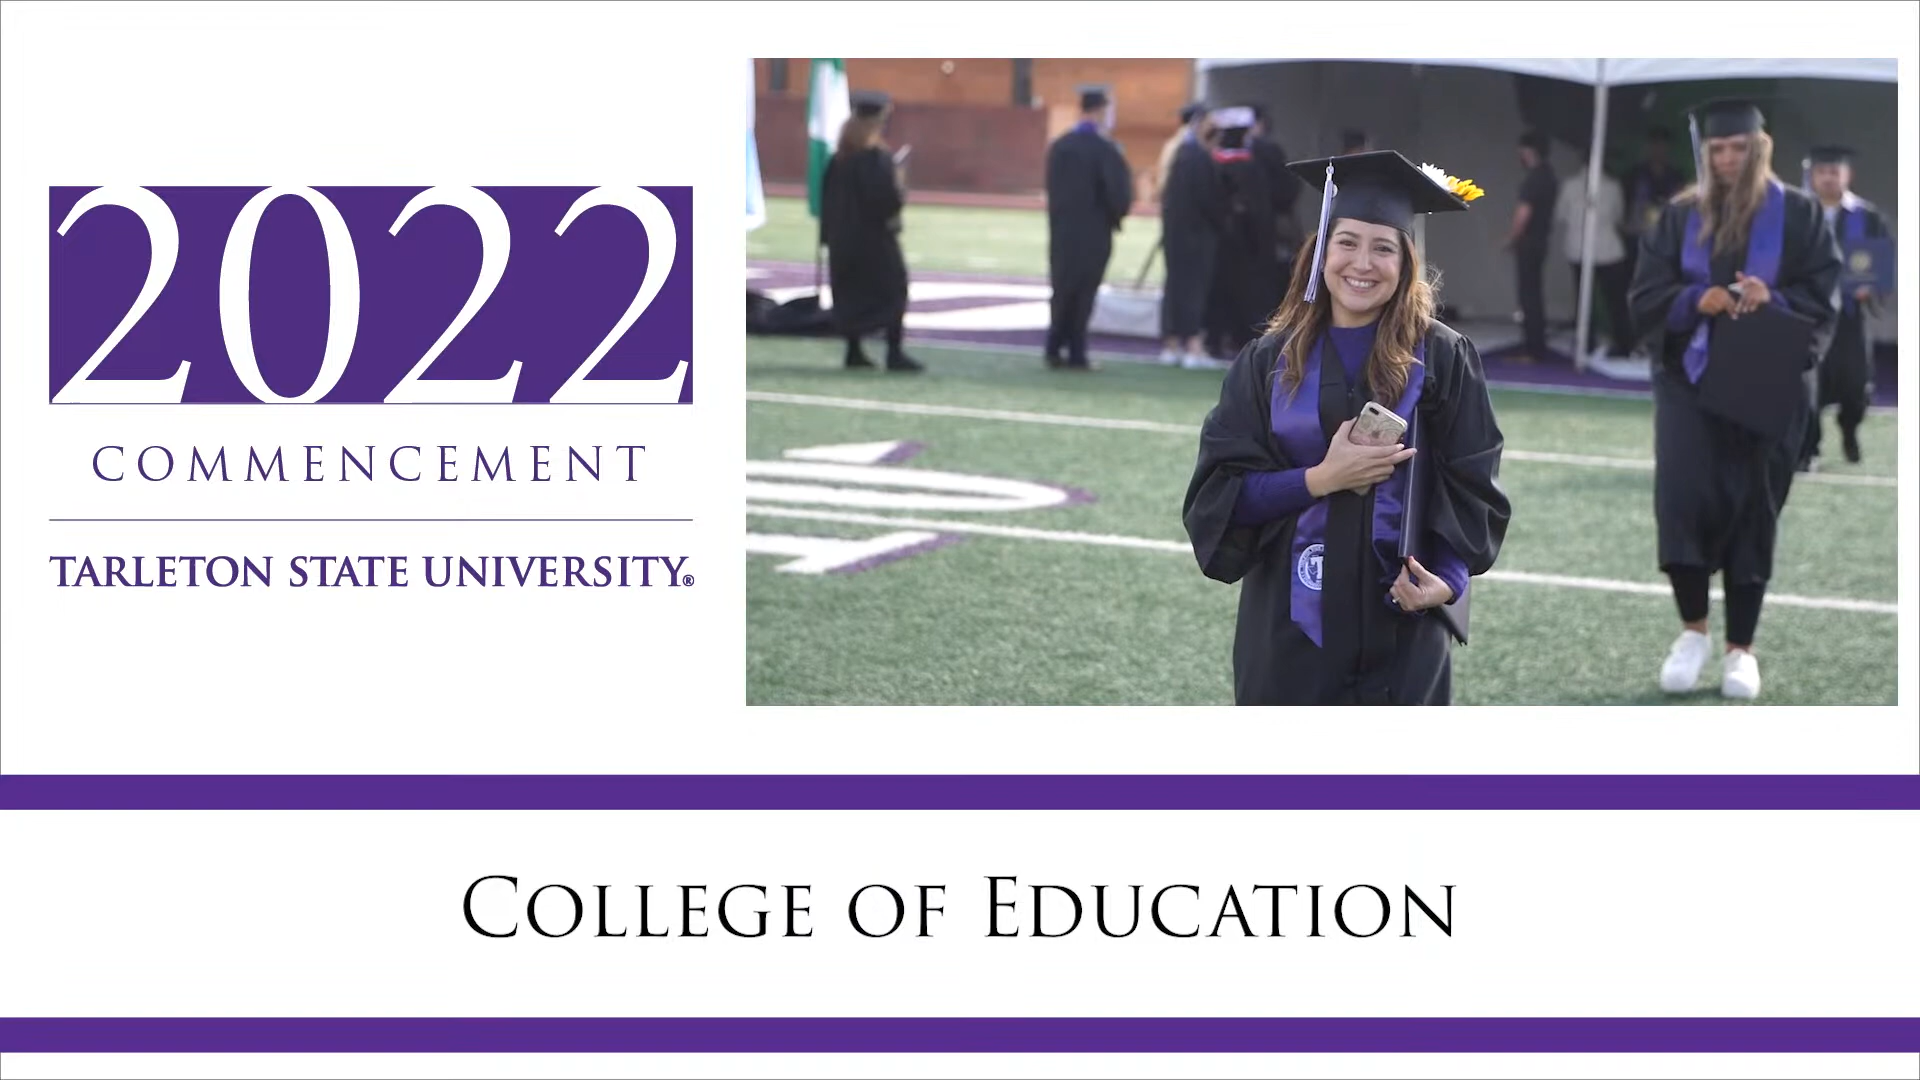 2022
COMMENCEMENT
TARLETON STATE UNIVERSITY®
COLLEGE OF EDUCATION